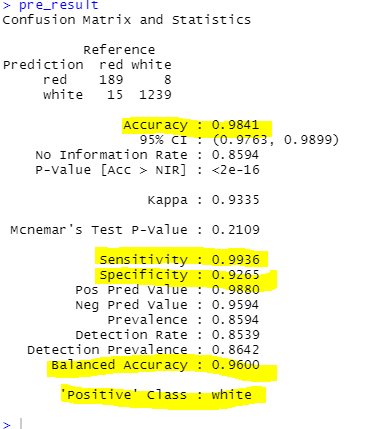 > pre_result
Confusion Matrix and Statistics
Reference
Prediction red white
red 189 8
white 15 1239
Accuracy : 0.9841
95% CI : (0.9763, 0.9899)
No Information Rate : 0.8594
P-Value [Acc > NIR] : <2e-16
Kappa : 0.9335
Mcnemar's Test P-Value : 0.2109
Sensitivity : 0.9936
Specificity : 0.9265
Pos Pred Value : 0.9880
Neg Pred Value : 0.9594
Prevalence : 0.8594
Detection Rate : 0.8539
Detection Prevalence : 0.8642
Balanced Accuracy : 0.9600
'Positive' Class : white
>